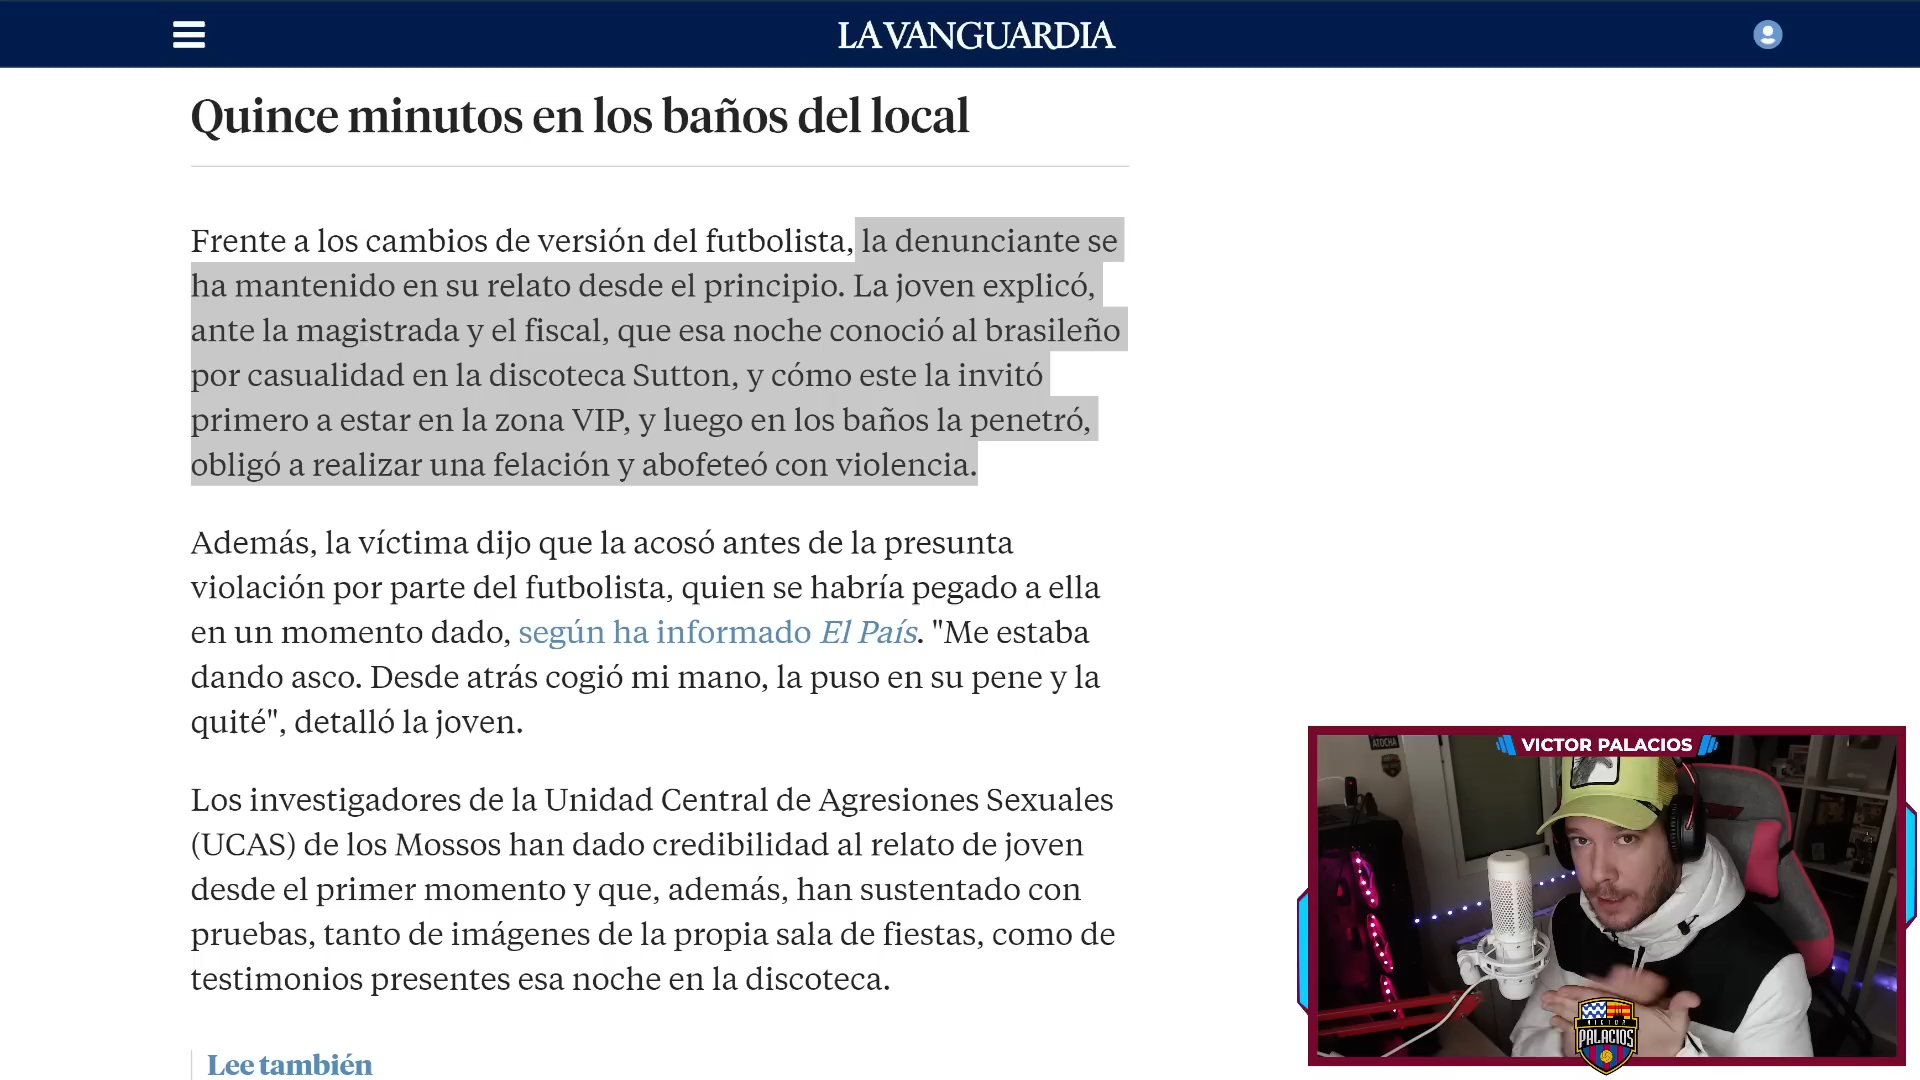 LA VANGUARDIA
Quince minutos en los baños del local
Frente a los cambios de versión del futbolista, la denunciante se
ha mantenido en su relato desde el principio. La joven explicó,
ante la magistrada y el fiscal, que esa noche conoció al brasileño
por casualidad en la discoteca Sutton, y cómo este la invitó
primero a estar en la zona VIP, y luego en los baños la penetró,
obligó a realizar una felación y abofeteó con violencia.
Además, la víctima dijo que la acosó antes de la presunta
violación por parte del futbolista, quien se habría pegado a ella
en un momento dado, según ha informado El País. "Me estaba
dando asco. Desde atrás cogió mi mano, la puso en su pene y la
quité", detalló la joven.
Los investigadores de la Unidad Central de Agresiones Sexuales
(UCAS) de los Mossos han dado credibilidad al relato de joven
desde el primer momento y que, además, han sustentado con
pruebas, tanto de imágenes de la propia sala de fiestas, como de
testimonios presentes esa noche en la discoteca.
Lee también
VICTOR PALACIOS
ATOCHA
VICTOR
PALACIOS